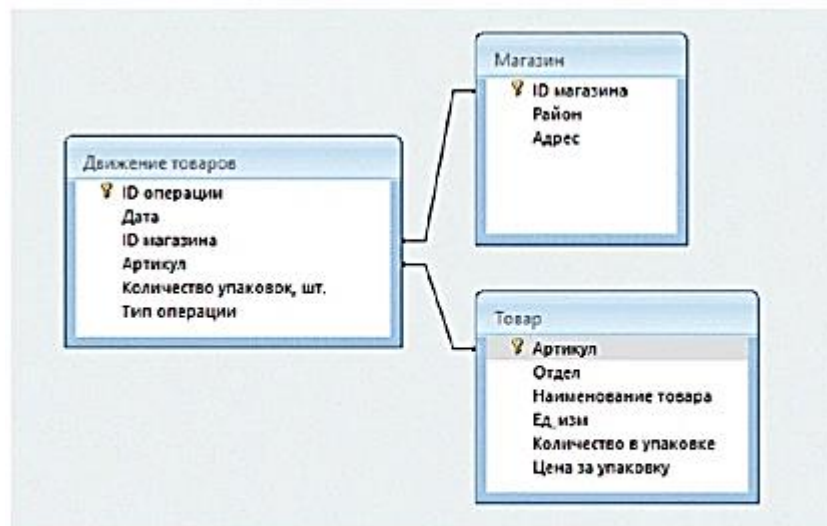 Движение товаров
ID операции
Дата
ID магазина
Артикул
Количество упаковок, шт.
Тип операции
Магазин
ID магазина
Район
Адрес
Товар
Артикул
Отдел
Наименование товара
Ед_изм
Количество в упаковке
Цена за упаковку